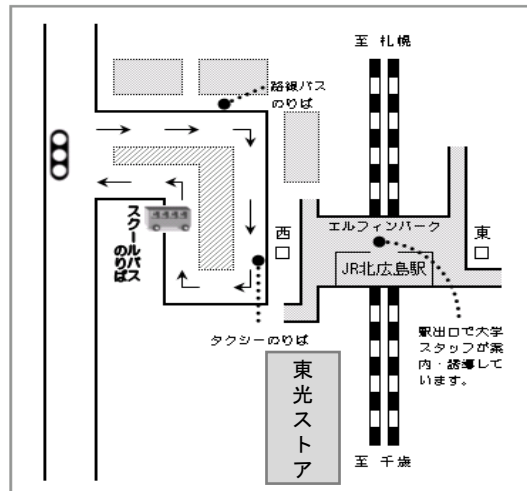 至 札幌
路線バス
のりば
スクールバス
のりば
西
口
エルフィンパーク
東
口
JR北広島駅
タクシーのりば
駅出口で大学
スタッフが案
内・誘導して
います。
東光ストア
至 千歳